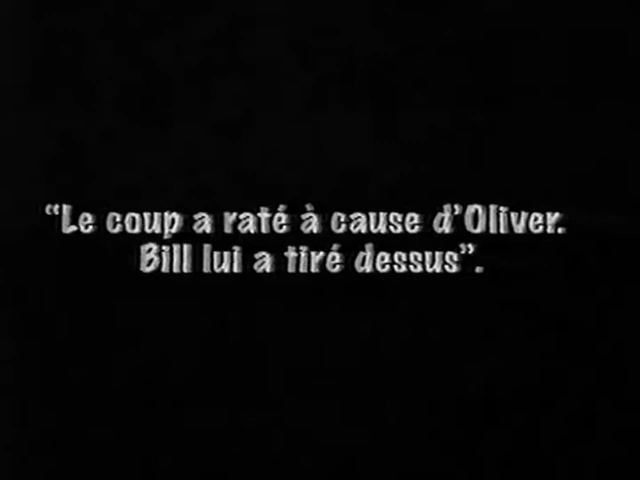 “Le coup a raté à cause d’Oliver.
Bill lui a tiré dessus”.